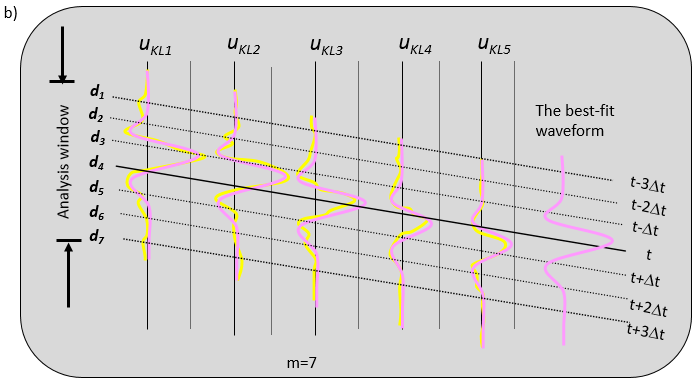 b)
uKL1 uKL2 uKL3 uKL4 uKL5
Analysis window
d1
d2
d3
d4
d5
d6
d7
The best-fit
waveform
t-3Δt
t-2Δt
t-Δt
t
t+Δt
t+2Δt
t+3Δt
m=7